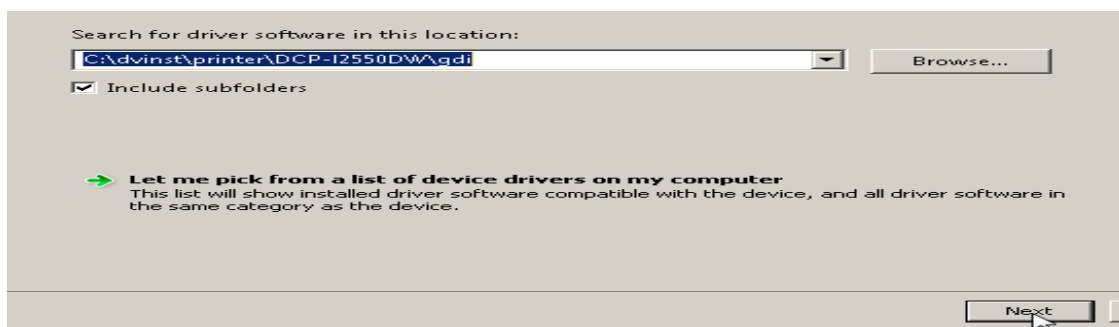 Search for driver software in this location:
C:\dvinst\printer\DCP-l2550DW\gdi
Browse...
Include subfolders
Let me pick from a list of device drivers on my computer
This list will show installed driver software compatible with the device, and all driver software in
the same category as the device.
Next